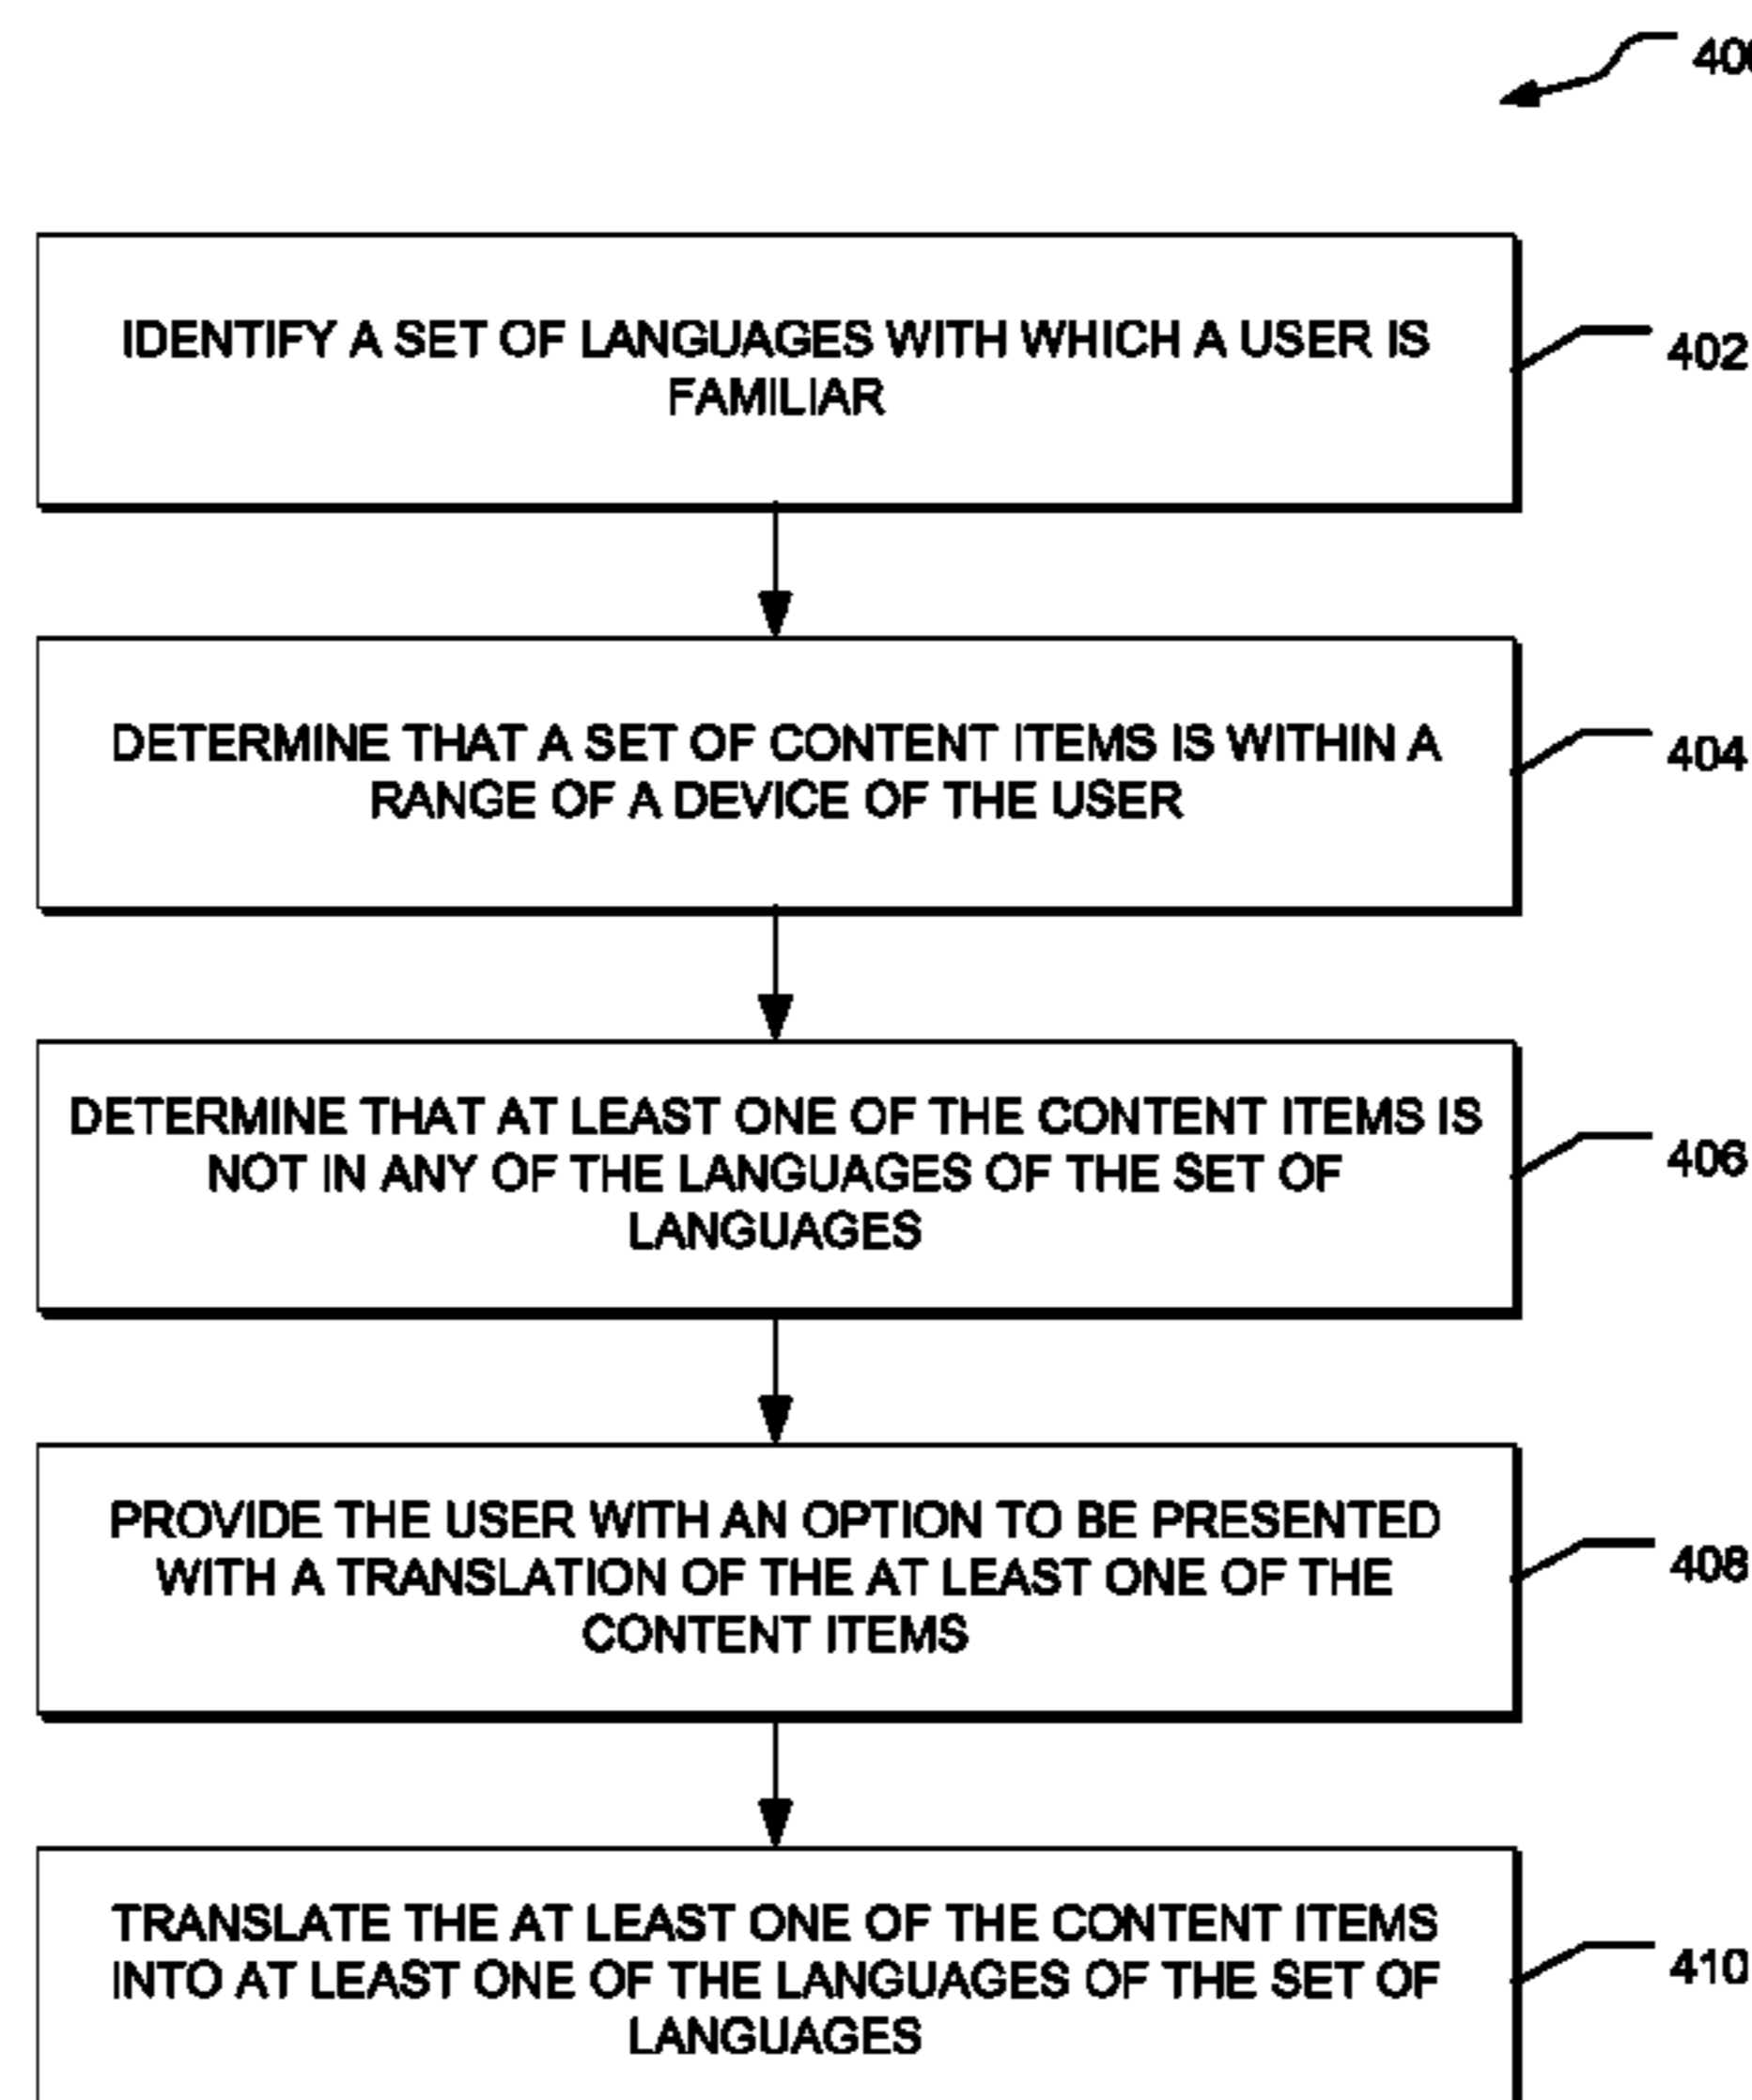 400
IDENTIFY A SET OF LANGUAGES WITH WHICH A USER IS
FAMILIAR
402
DETERMINE THAT A SET OF CONTENT ITEMS IS WITHIN A
RANGE OF A DEVICE OF THE USER
404
DETERMINE THAT AT LEAST ONE OF THE CONTENT ITEMS IS
NOT IN ANY OF THE LANGUAGES OF THE SET OF
LANGUAGES
406
PROVIDE THE USER WITH AN OPTION TO BE PRESENTED
WITH A TRANSLATION OF THE AT LEAST ONE OF THE
CONTENT ITEMS
408
TRANSLATE THE AT LEAST ONE OF THE CONTENT ITEMS
INTO AT LEAST ONE OF THE LANGUAGES OF THE SET OF
LANGUAGES
410